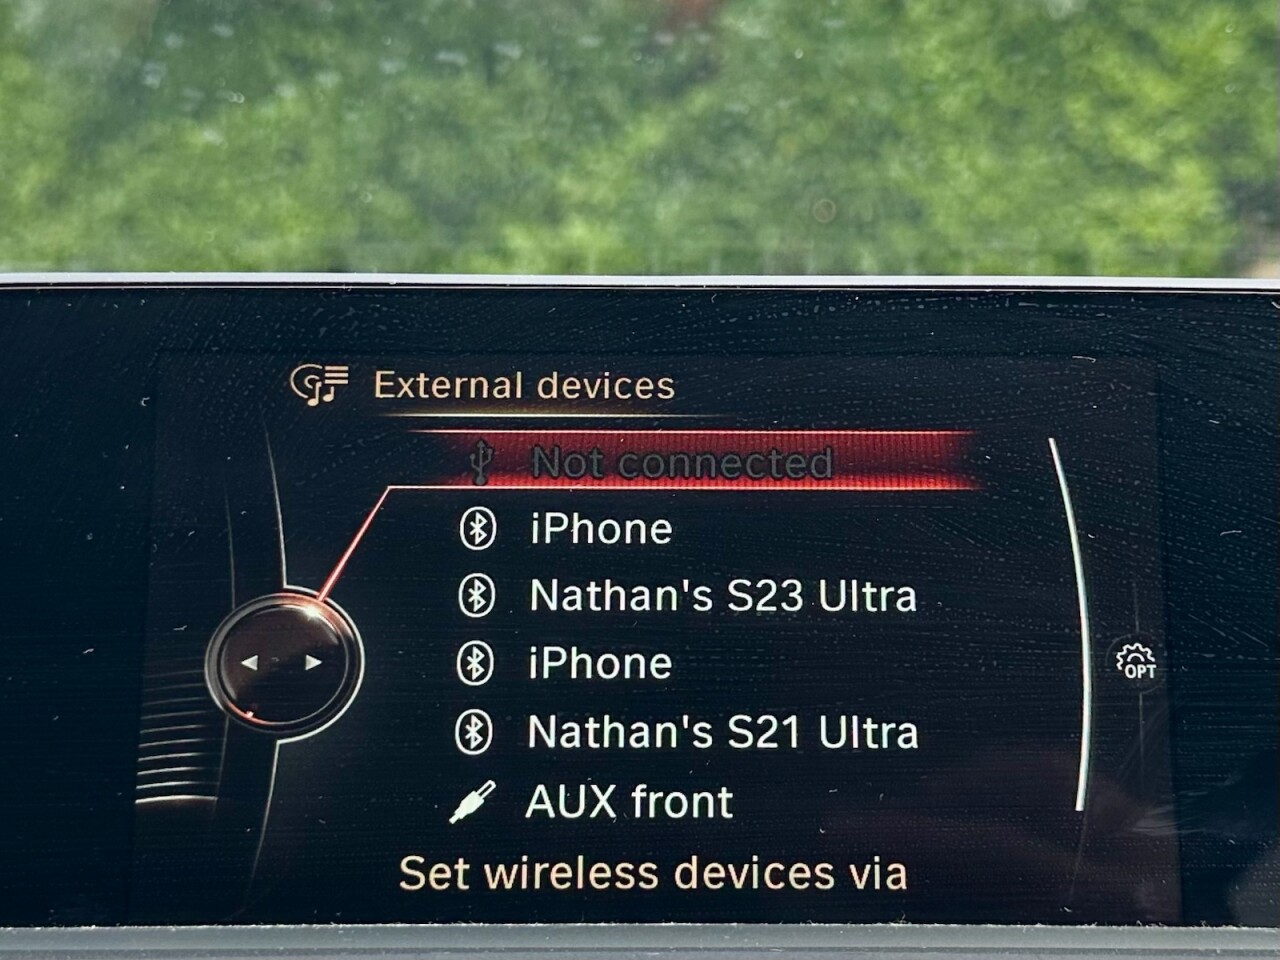 External devices
Not connected
iPhone
Nathan's S23 Ultra
iPhone
Nathan's S21 Ultra
AUX front
Set wireless devices via
OPT